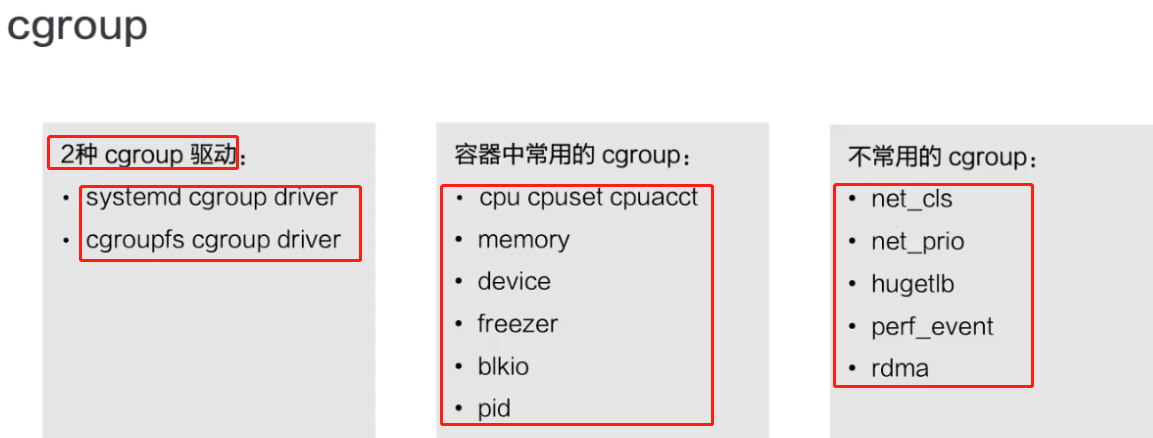 cgroup
2种 cgroup 驱动:
• systemd cgroup driver
• cgroupfs cgroup driver
容器中常用的 cgroup:
• cpu cpuset cpuacct
• memory
• device
• freezer
• blkio
• pid
不常用的 cgroup:
• net_cls
• net_prio
• hugetlb
• perf_event
• rdma